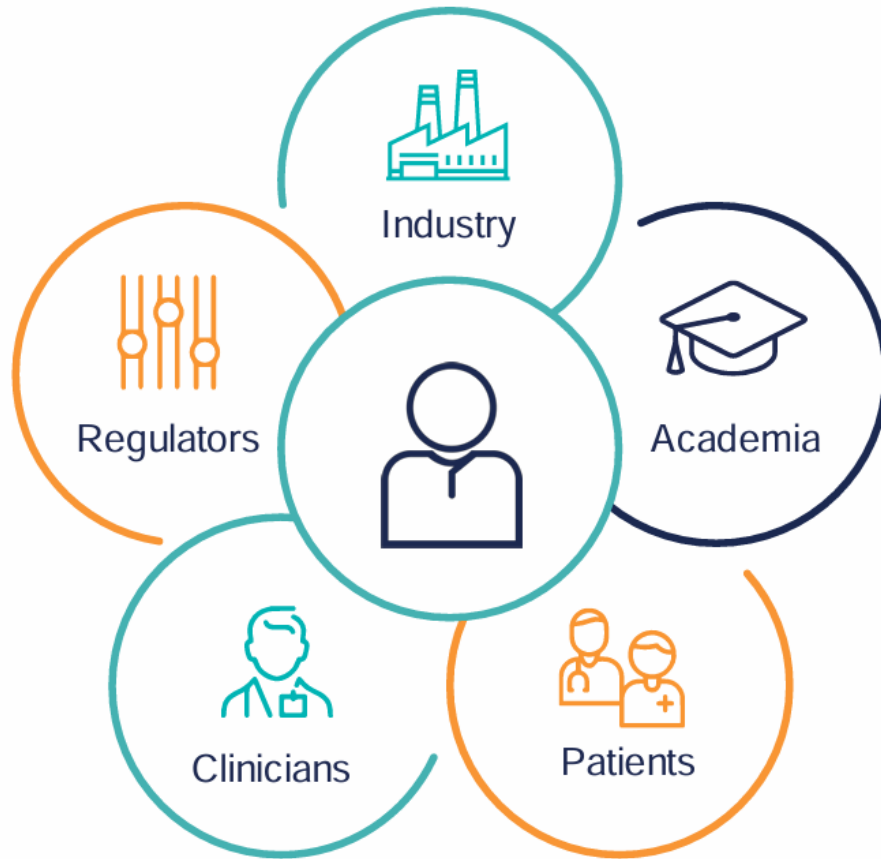 Industry
Regulators
Academia
Clinicians
Patients